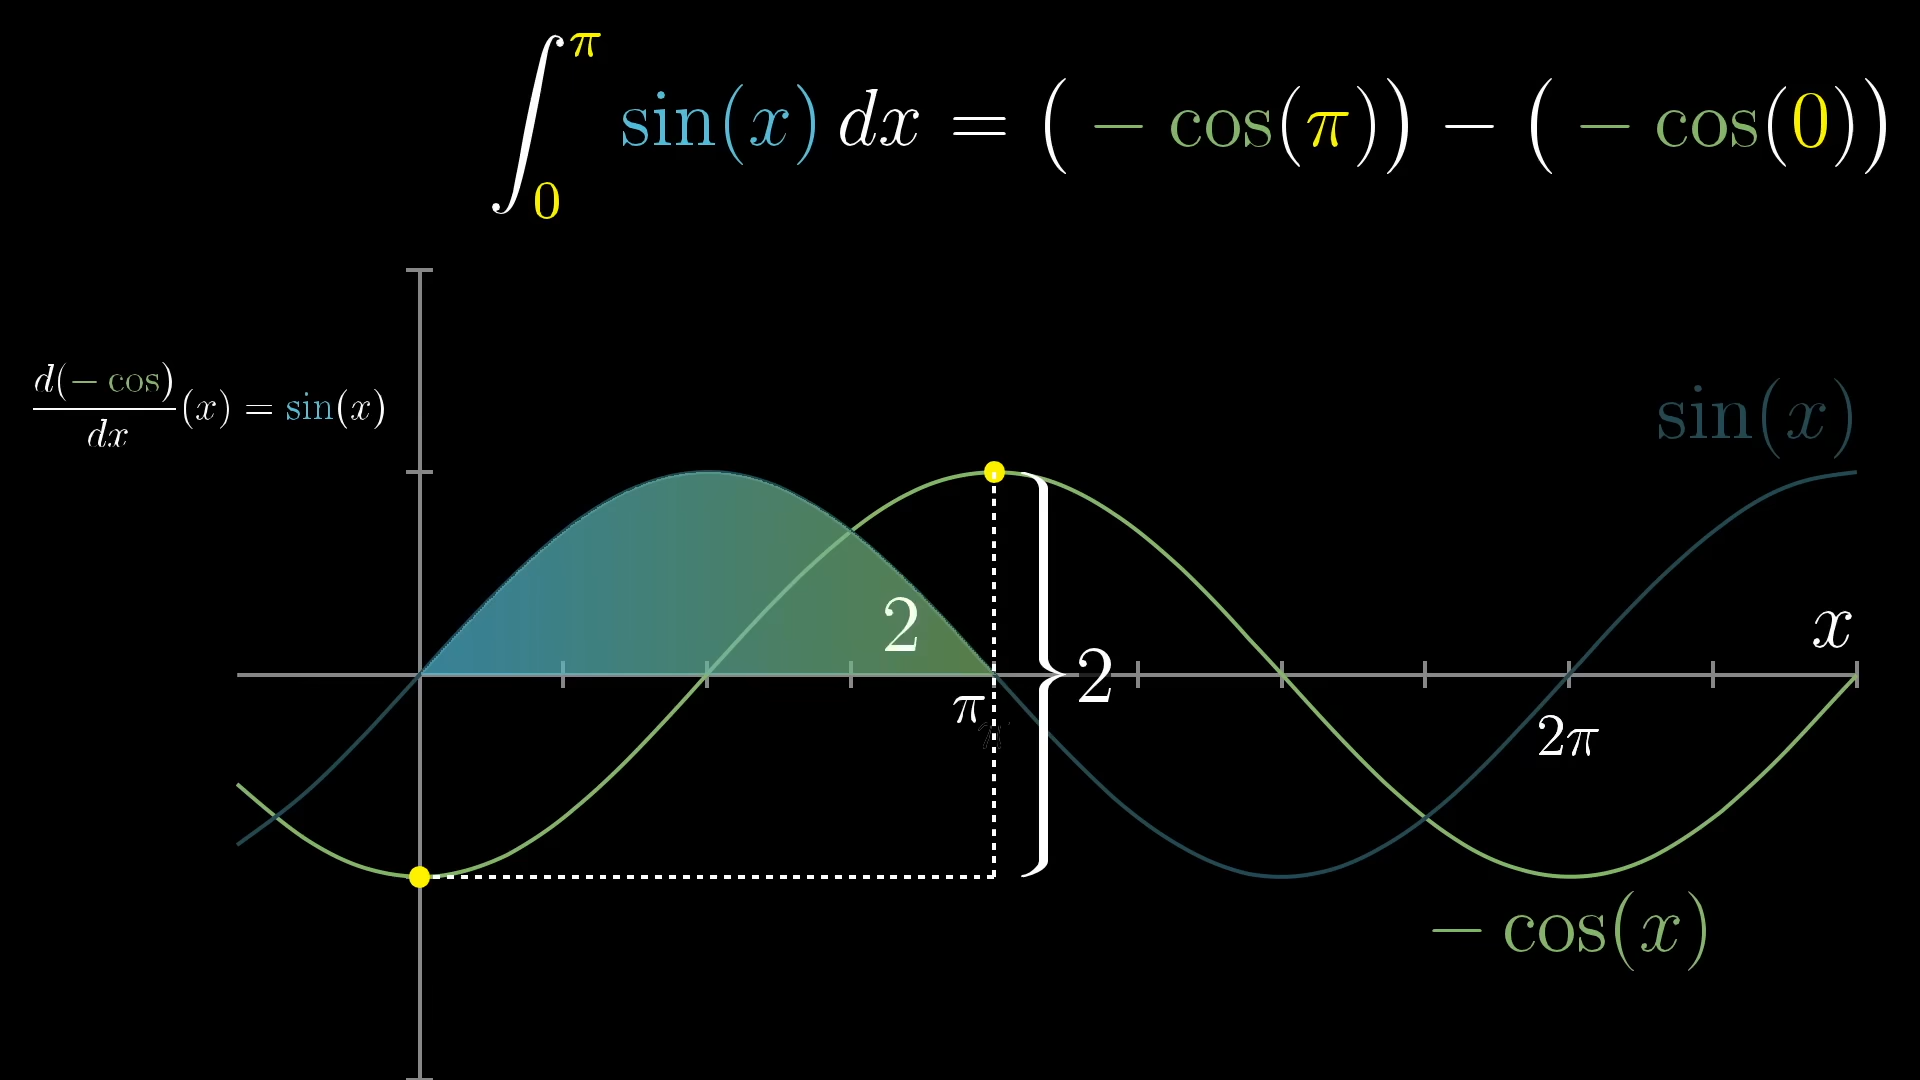 ∫₀^π sin(x) dx = (− cos(π)) − (− cos(0))
d(− cos)/dx (x) = sin(x)
sin(x)
2
x
2
π
π
2π
− cos(x)